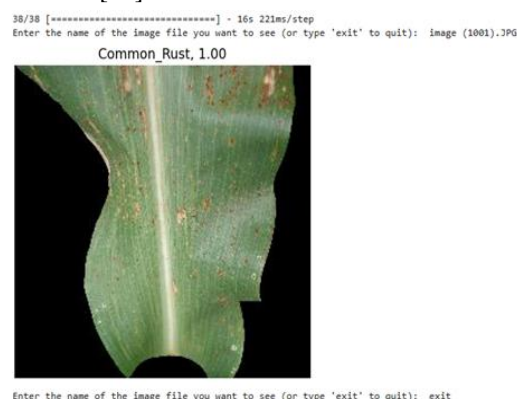 38/38 [==============================] - 16s 221ms/step
Enter the name of the image file you want to see (or type 'exit' to quit): image (1001).JPG
Common_Rust, 1.00
Enter the name of the image file you want to see (or type 'exit' to quit): exit